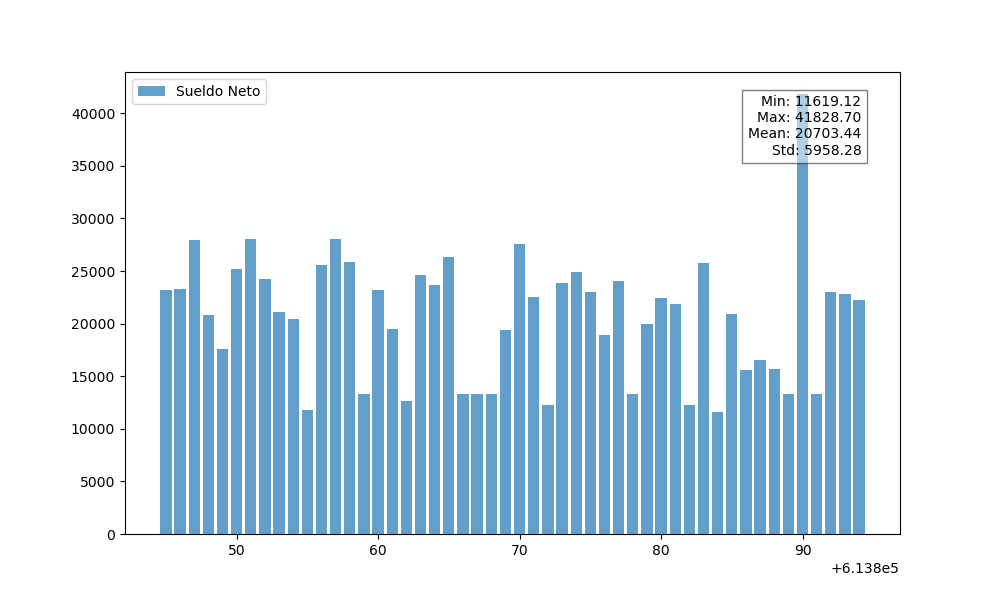 Sueldo Neto
Min: 11619.12
Max: 41828.70
Mean: 20703.44
Std: 5958.28
40000
35000
30000
25000
20000
15000
10000
5000
0
50 60 70 80 90
+6.138e5